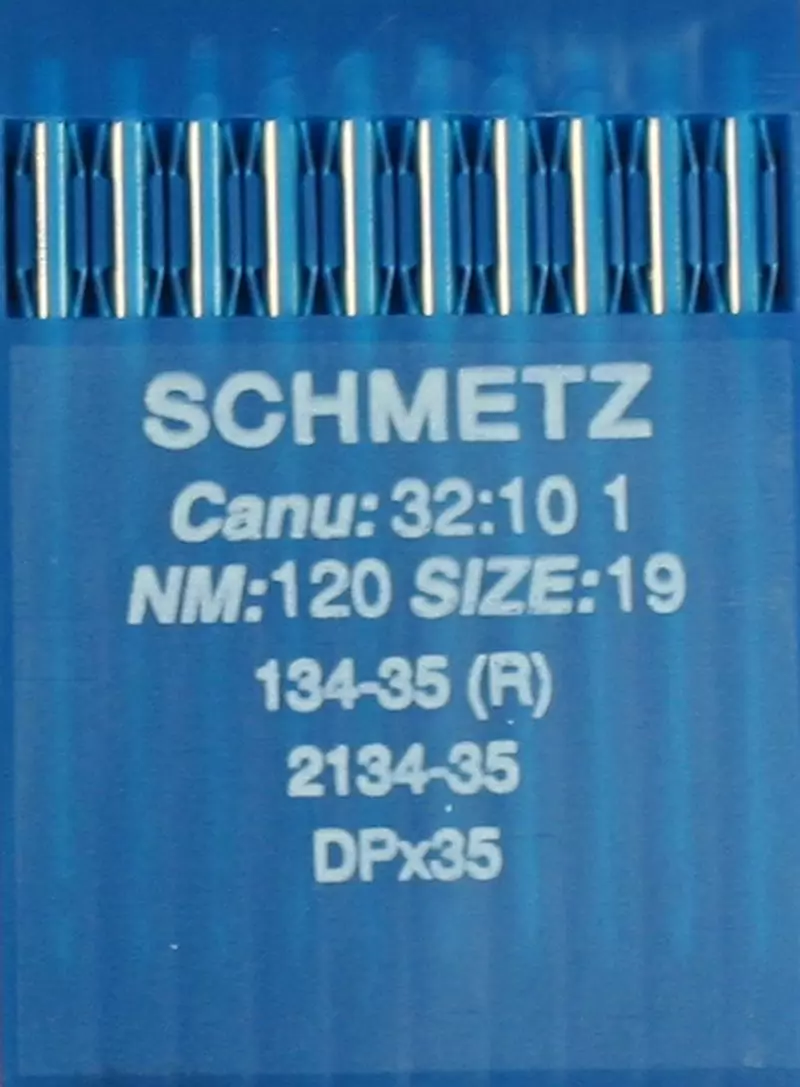 SCHMETZ
Canu: 32:10 1
NM:120 SIZE:19
134-35 (R)
2134-35
DPx35